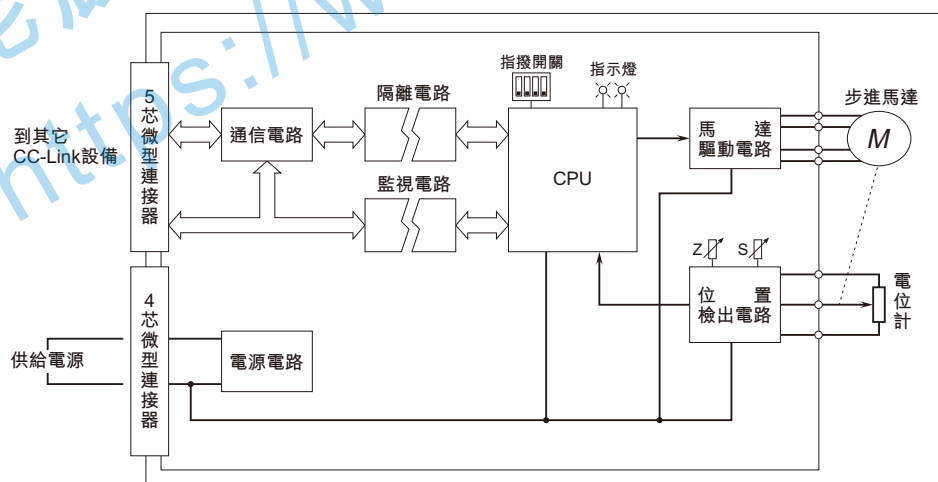 https://w
指撥開關
指示燈
步進馬達
5芯微型連接器
隔離電路
到其它
CC-Link設備
通信電路
馬達
驅動電路
M
CPU
監視電路
Z
S
4芯微型連接器
位置
檢出電路
電位計
供給電源
電源電路